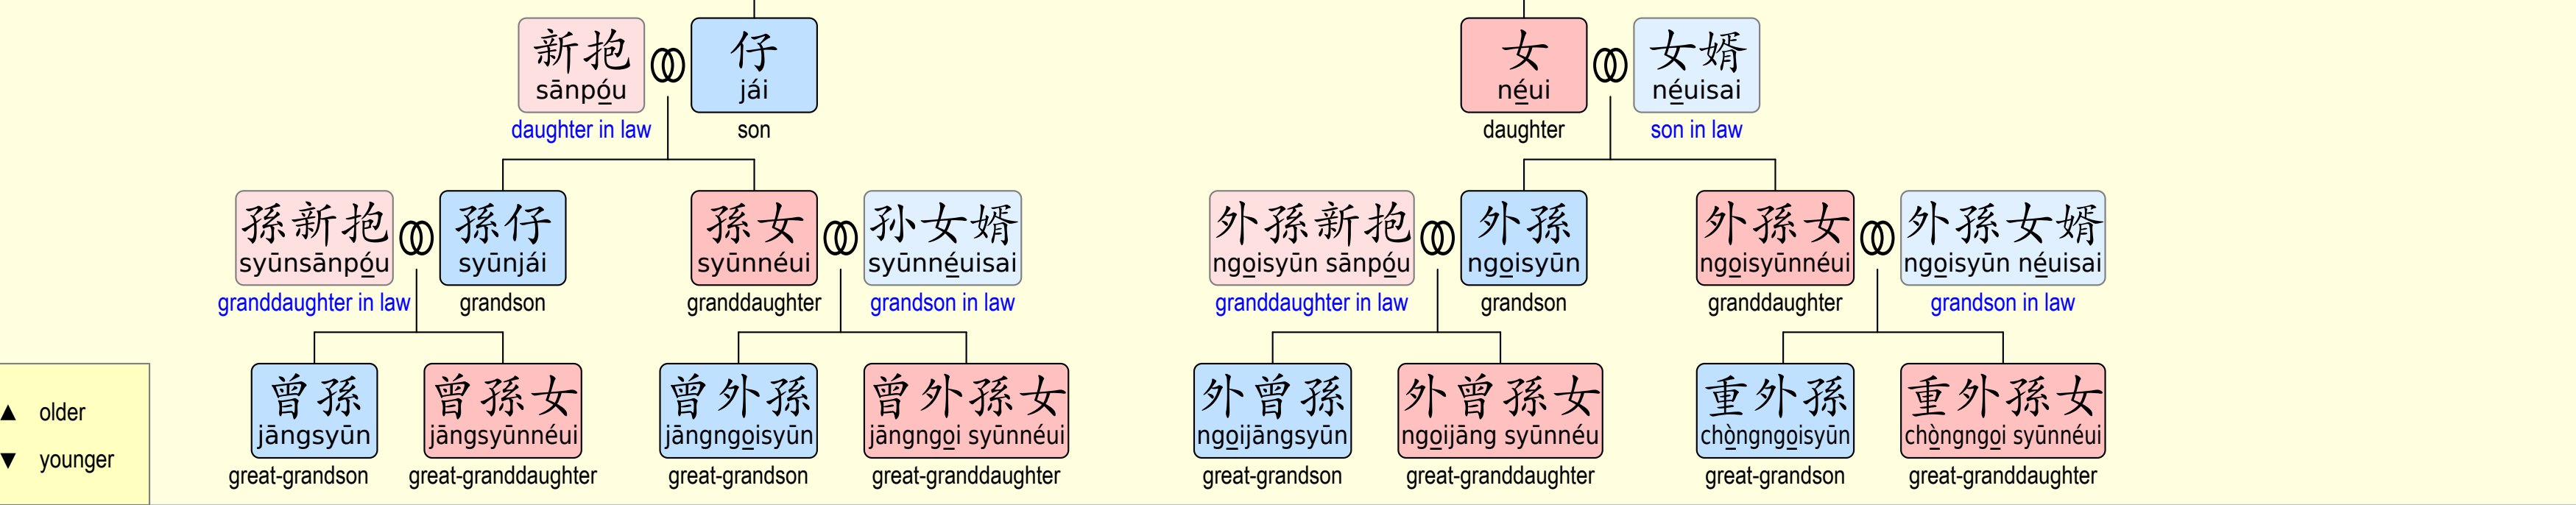 新抱
sānpóu
daughter in law
仔
jái
son
女
néui
daughter
女婿
néuisai
son in law
孫新抱
syūnsānpóu
granddaughter in law
孫仔
syūnjái
grandson
孫女
syūnnéui
granddaughter
孙女婿
syūnnéuisai
grandson in law
外孫新抱
ngoisyūn sānpóu
granddaughter in law
外孫
ngoisyūn
grandson
外孫女
ngoisyūnnéui
granddaughter
外孫女婿
ngoisyūn néuisai
grandson in law
▲ older
▼ younger
曾孫
jāngsyūn
great-grandson
曾孫女
jāngsyūnnéui
great-granddaughter
曾外孫
jāngngoisyūn
great-grandson
曾外孫女
jāngngoi syūnnéui
great-granddaughter
外曾孫
ngoijāngsyūn
great-grandson
外曾孫女
ngoijāng syūnnéu
great-granddaughter
重外孫
chòngngoisyūn
great-grandson
重外孫女
chòngngoi syūnnéui
great-granddaughter